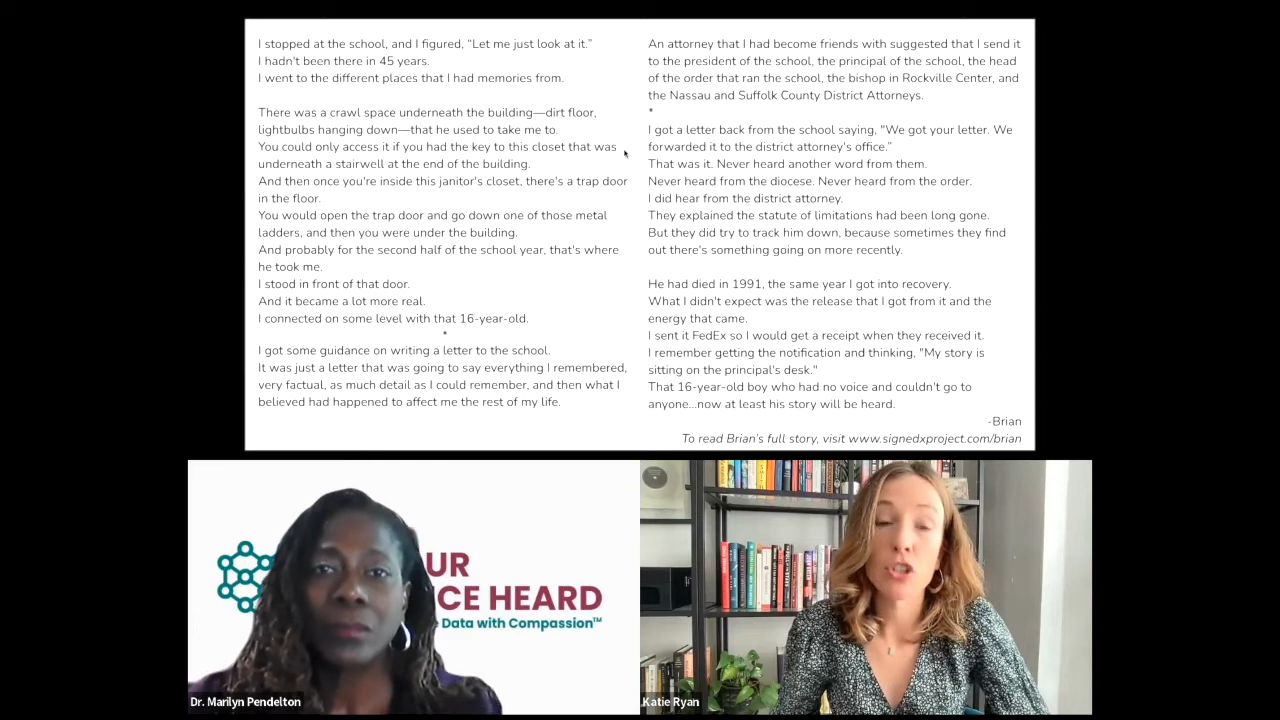 I stopped at the school, and I figured, “Let me just look at it.”
I hadn't been there in 45 years.
I went to the different places that I had memories from.
There was a crawl space underneath the building—dirt floor,
lightbulbs hanging down—that he used to take me to.
You could only access it if you had the key to this closet that was
underneath a stairwell at the end of the building.
And then once you're inside this janitor's closet, there's a trap door
in the floor.
You would open the trap door and go down one of those metal
ladders, and then you were under the building.
And probably for the second half of the school year, that's where
he took me.
I stood in front of that door.
And it became a lot more real.
I connected on some level with that 16-year-old.
*
I got some guidance on writing a letter to the school.
It was just a letter that was going to say everything I remembered,
very factual, as much detail as I could remember, and then what I
believed had happened to affect me the rest of my life.
An attorney that I had become friends with suggested that I send it
to the president of the school, the principal of the school, the head
of the order that ran the school, the bishop in Rockville Center, and
the Nassau and Suffolk County District Attorneys.
*
I got a letter back from the school saying, "We got your letter. We
forwarded it to the district attorney's office.”
That was it. Never heard another word from them.
Never heard from the diocese. Never heard from the order.
I did hear from the district attorney.
They explained the statute of limitations had been long gone.
But they did try to track him down, because sometimes they find
out there's something going on more recently.
He had died in 1991, the same year I got into recovery.
What I didn't expect was the release that I got from it and the
energy that came.
I sent it FedEx so I would get a receipt when they received it.
I remember getting the notification and thinking, "My story is
sitting on the principal's desk."
That 16-year-old boy who had no voice and couldn't go to
anyone...now at least his story will be heard.
-Brian
To read Brian’s full story, visit www.signedxproject.com/brian
UR
CE HEARD
Data with Compassion™
Dr. Marilyn Pendelton
Katie Ryan